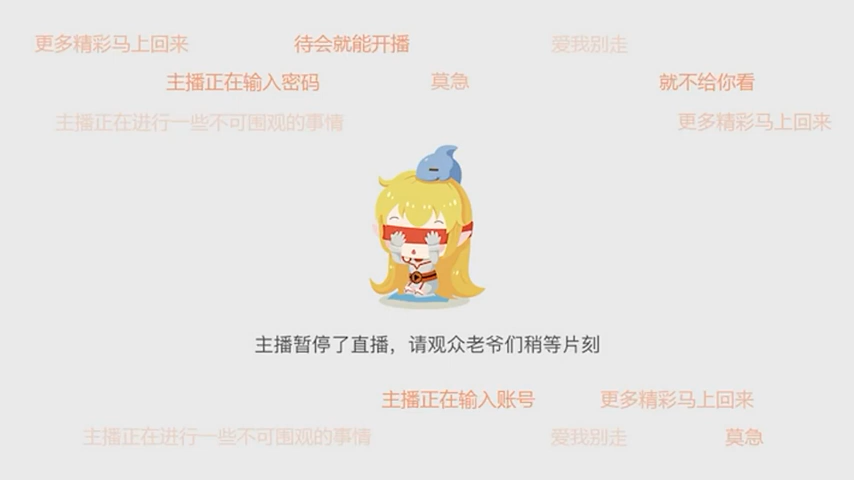 更多精彩马上回来 待会就能开播 爱我别走
主播正在输入密码 莫急 就不给你看
主播正在进行一些不可围观的事情 更多精彩马上回来
主播暂停了直播，请观众老爷们稍等片刻
主播正在输入账号 更多精彩马上回来
主播正在进行一些不可围观的事情 爱我别走 莫急